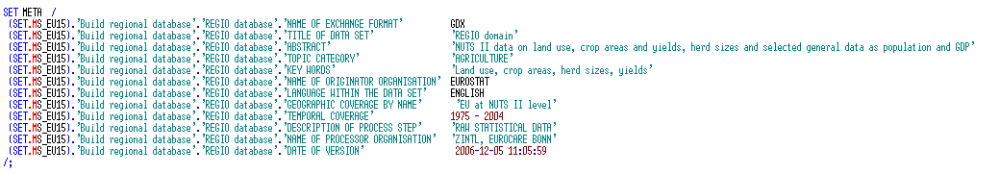 SET META /
(SET.MS_EU15).'Build regional database'.'REGIO database'.'NAME OF EXCHANGE FORMAT' GDX
(SET.MS_EU15).'Build regional database'.'REGIO database'.'TITLE OF DATA SET' 'REGIO domain'
(SET.MS_EU15).'Build regional database'.'REGIO database'.'ABSTRACT' 'NUTS II data on land use, crop areas and yields, herd sizes and selected general data as population and GDP'
(SET.MS_EU15).'Build regional database'.'REGIO database'.'TOPIC CATEGORY' 'AGRICULTURE'
(SET.MS_EU15).'Build regional database'.'REGIO database'.'KEY WORDS' 'Land use, crop areas, herd sizes, yields'
(SET.MS_EU15).'Build regional database'.'REGIO database'.'NAME OF ORIGINATOR ORGANISATION' EUROSTAT
(SET.MS_EU15).'Build regional database'.'REGIO database'.'LANGUAGE WITHIN THE DATA SET' ENGLISH
(SET.MS_EU15).'Build regional database'.'REGIO database'.'GEOGRAPHIC COVERAGE BY NAME' 'EU at NUTS II level'
(SET.MS_EU15).'Build regional database'.'REGIO database'.'TEMPORAL COVERAGE' 1975 - 2004
(SET.MS_EU15).'Build regional database'.'REGIO database'.'DESCRIPTION OF PROCESS STEP' 'RAW STATISTICAL DATA'
(SET.MS_EU15).'Build regional database'.'REGIO database'.'NAME OF PROCESSOR ORGANISATION' 'ZINTL, EUROCARE BONN'
(SET.MS_EU15).'Build regional database'.'REGIO database'.'DATE OF VERSION' 2006-12-05 11:05:59
/;